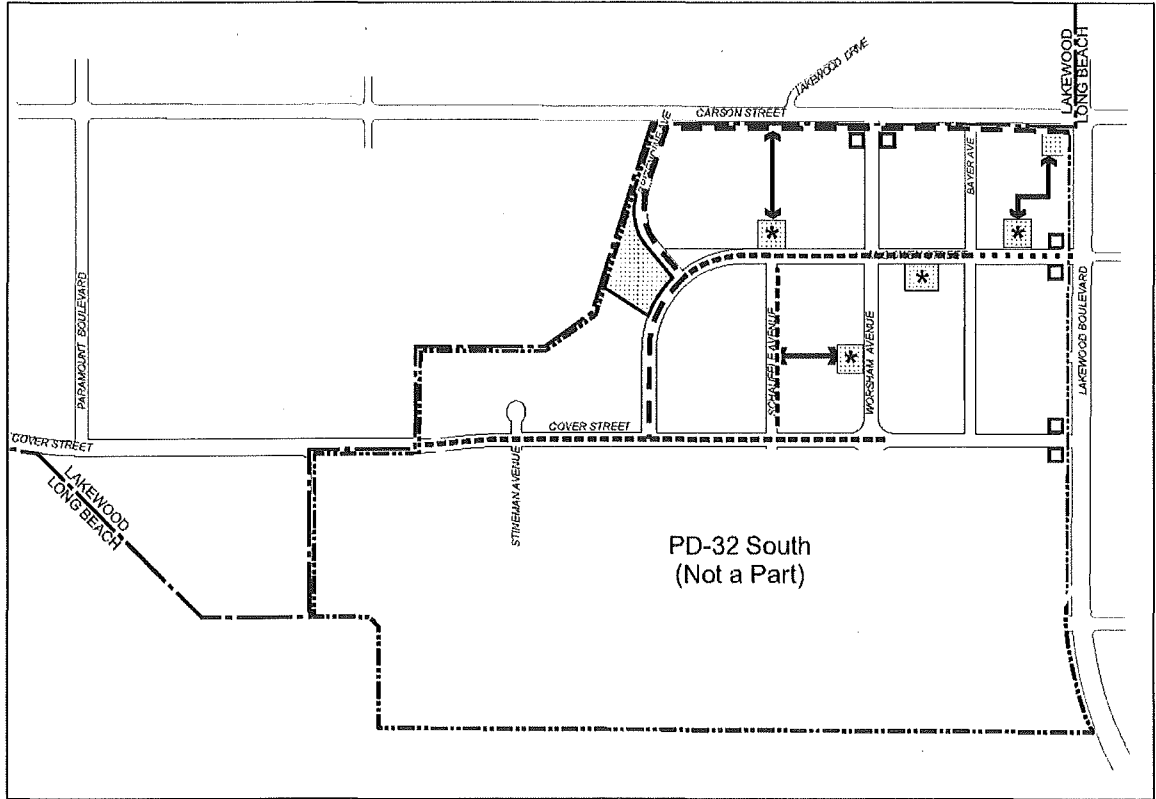 LAKEWOOD
LONG BEACH
LAKEWOOD DRIVE
CARSON STREET
BAYER AVE
PARAMOUNT BOULEVARD
SCHAUFELE AVENUE
WORSHAM AVENUE
LAKEWOOD BOULEVARD
COVER STREET
COVER STREET
STINEMAN AVENUE
LAKEWOOD
LONG BEACH
PD-32 South
(Not a Part)